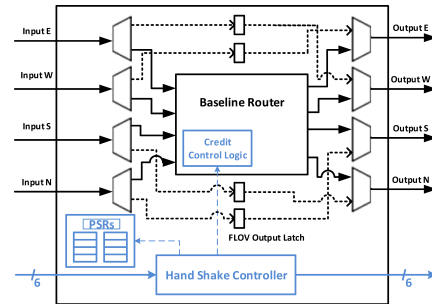 Input E
Input W
Input S
Input N
Output E
Output W
Output S
Output N
Baseline Router
Credit
Control Logic
PSRs
FLOV Output Latch
Hand Shake Controller
6
6